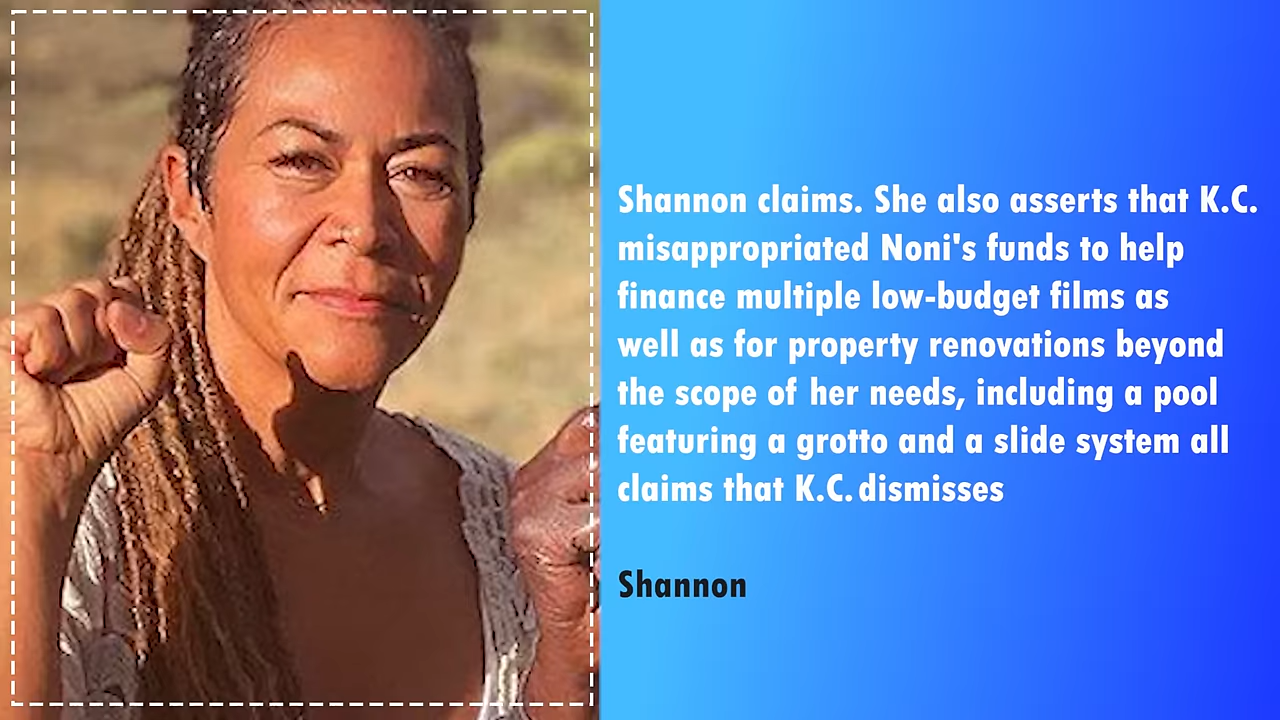 Shannon claims. She also asserts that K.C.
misappropriated Noni's funds to help
finance multiple low-budget films as
well as for property renovations beyond
the scope of her needs, including a pool
featuring a grotto and a slide system all
claims that K.C. dismisses
Shannon